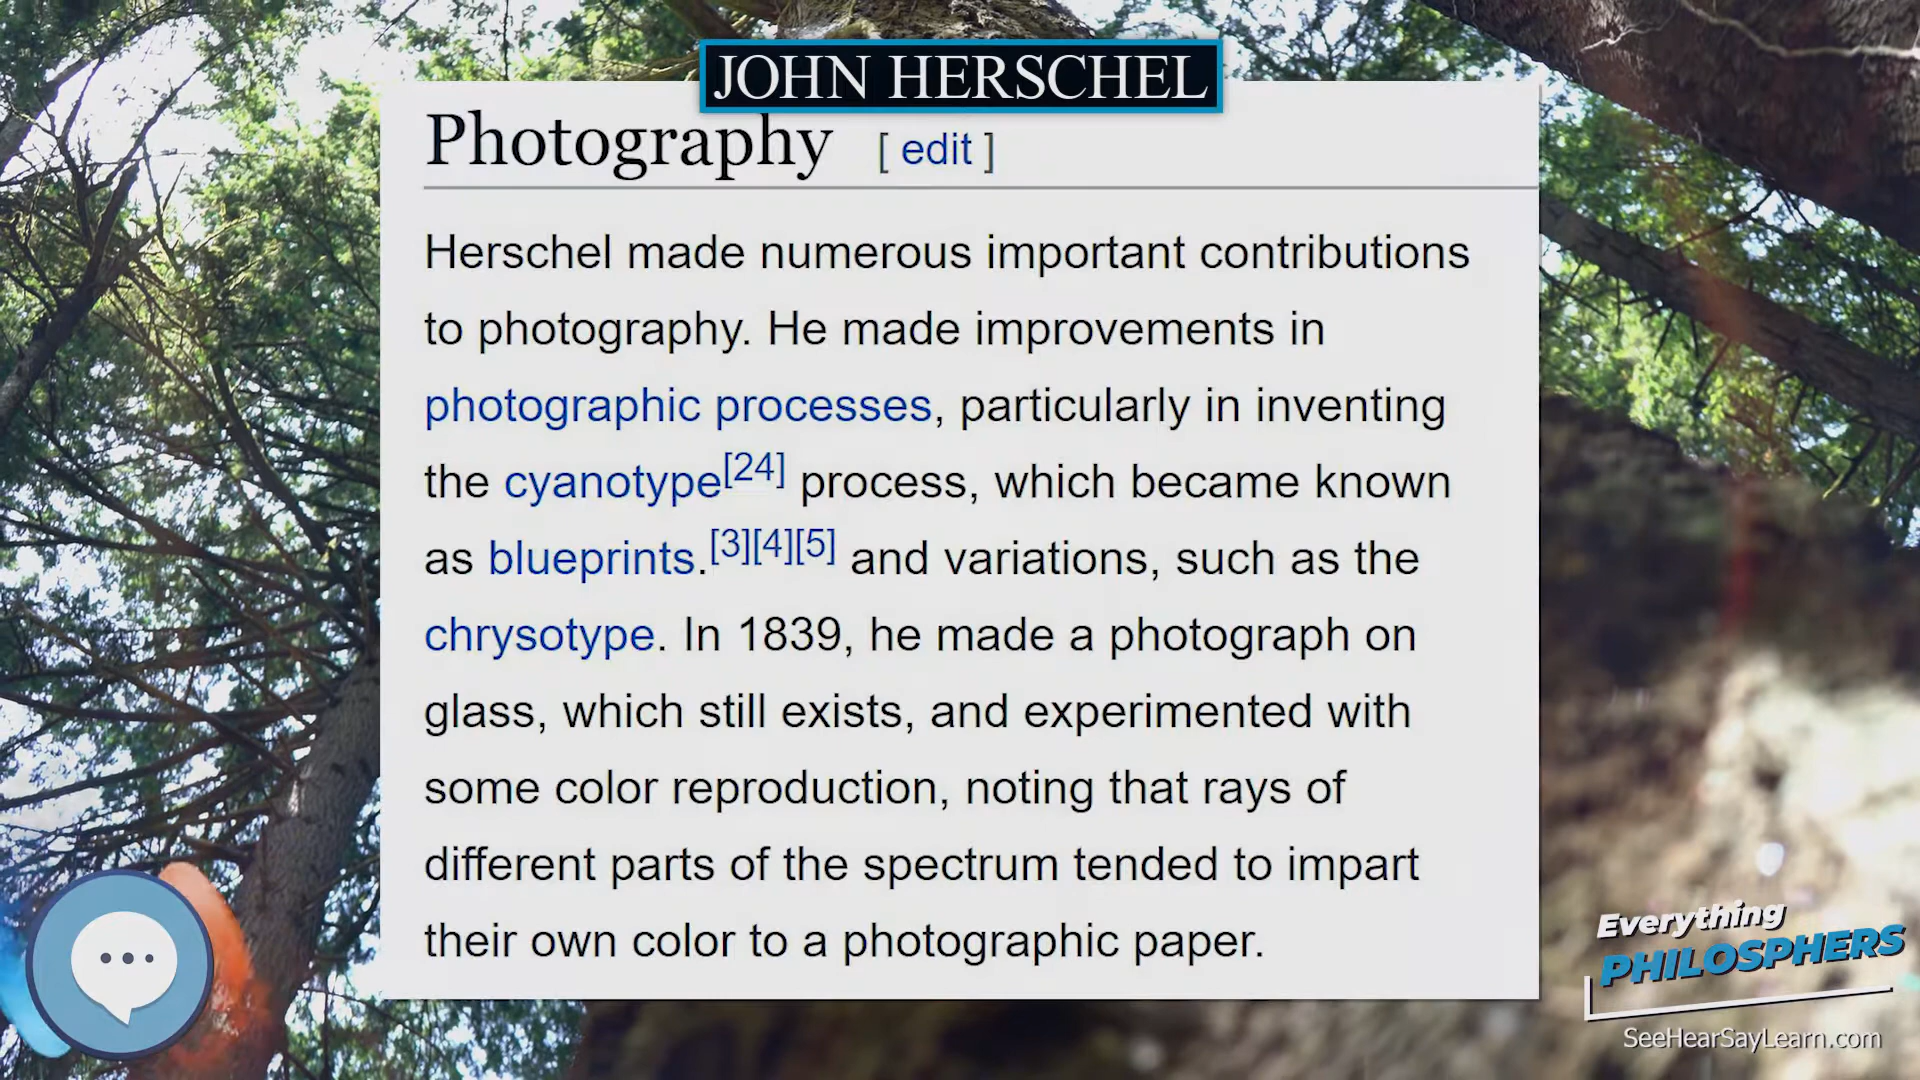 JOHN HERSCHEL
Photography [ edit ]
Herschel made numerous important contributions
to photography. He made improvements in
photographic processes, particularly in inventing
the cyanotype[24] process, which became known
as blueprints.[3][4][5] and variations, such as the
chrysotype. In 1839, he made a photograph on
glass, which still exists, and experimented with
some color reproduction, noting that rays of
different parts of the spectrum tended to impart
their own color to a photographic paper.
Everything
PHILOSPHERS
SeeHearSayLearn.com